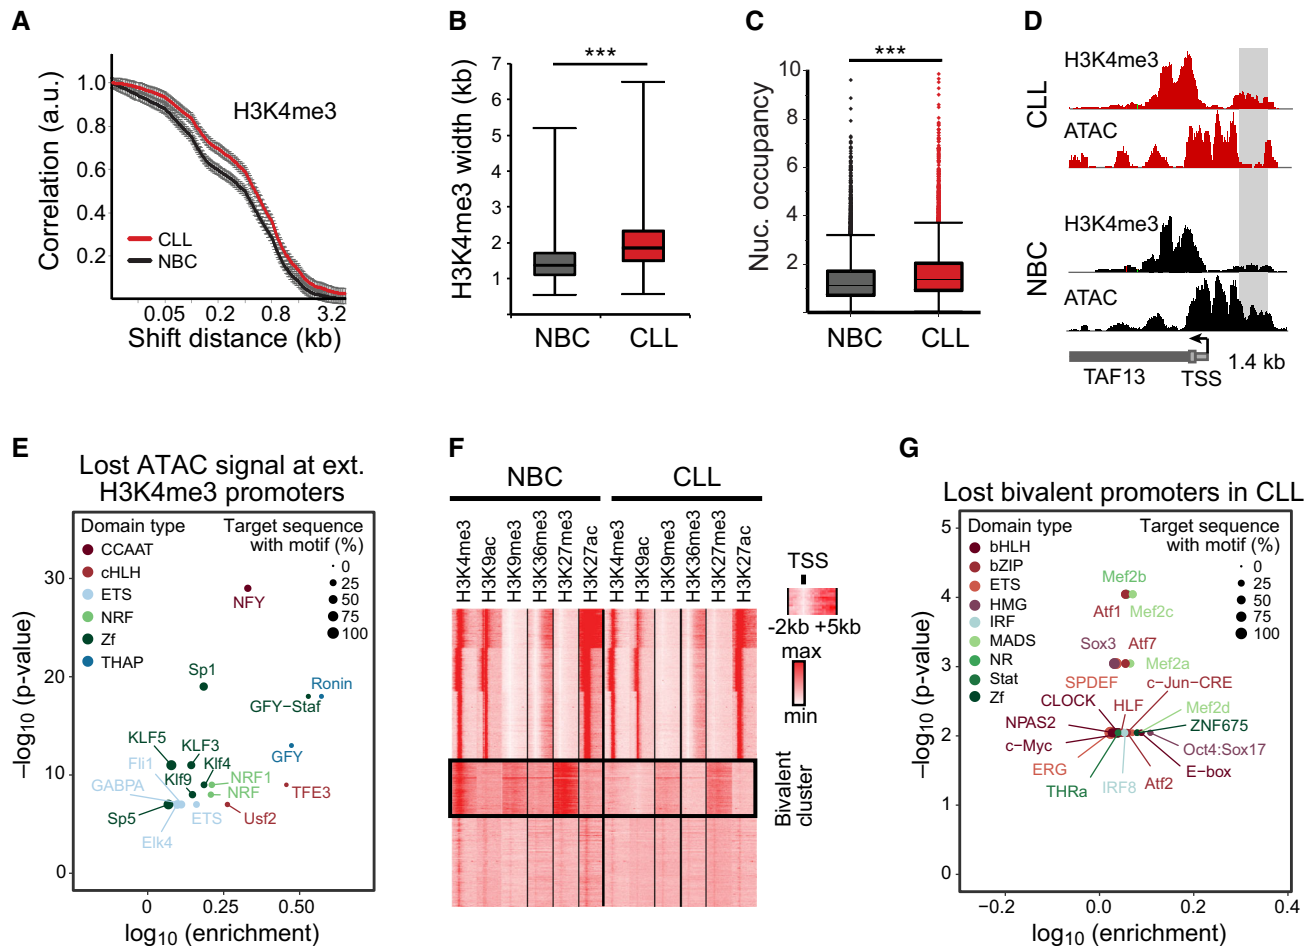 A
Correlation (a.u.)
1.0
0.8
0.6
0.4
0.2
H3K4me3
CLL
NBC
0.05 0.2 0.8 3.2
Shift distance (kb)
B
H3K4me3 width (kb)
7
6
5
4
3
2
1
***
NBC CLL
C
Nuc. occupancy
10
8
6
4
2
***
NBC CLL
D
CLL
H3K4me3
ATAC
NBC
H3K4me3
ATAC
TAF13
TSS
1.4 kb
E
Lost ATAC signal at ext.
H3K4me3 promoters
Domain type
CCAAT
cHLH
ETS
NRF
Zf
THAP
Target sequence
with motif (%)
0
25
50
75
100
NFY
Sp1
Ronin
GFY−Staf
GFY
KLF5
KLF3
Fli1
Klf9
Klf4
NRF1
NRF
GABPA
TFE3
Sp5
ETS
Usf2
Elk4
−log10 (p-value)
30
20
10
0
0 0.25 0.50
log10 (enrichment)
F
NBC CLL
H3K4me3
H3K9ac
H3K9me3
H3K36me3
H3K27me3
H3K27ac
H3K4me3
H3K9ac
H3K9me3
H3K36me3
H3K27me3
H3K27ac
TSS
-2kb +5kb
max
min
Bivalent
cluster
G
Lost bivalent promoters in CLL
Domain type
bHLH
bZIP
ETS
HMG
IRF
MADS
NR
Stat
Zf
Target sequence
with motif (%)
0
25
50
75
100
Mef2b
Atf1
Mef2c
Sox3
Atf7
Mef2a
SPDEF
c−Jun−CRE
CLOCK
HLF
Mef2d
NPAS2
ZNF675
c−Myc
Oct4:Sox17
ERG
E−box
THRa
IRF8
Atf2
−log10 (p-value)
5
4
3
2
1
0
−0.2 0.0 0.2 0.4
log10 (enrichment)